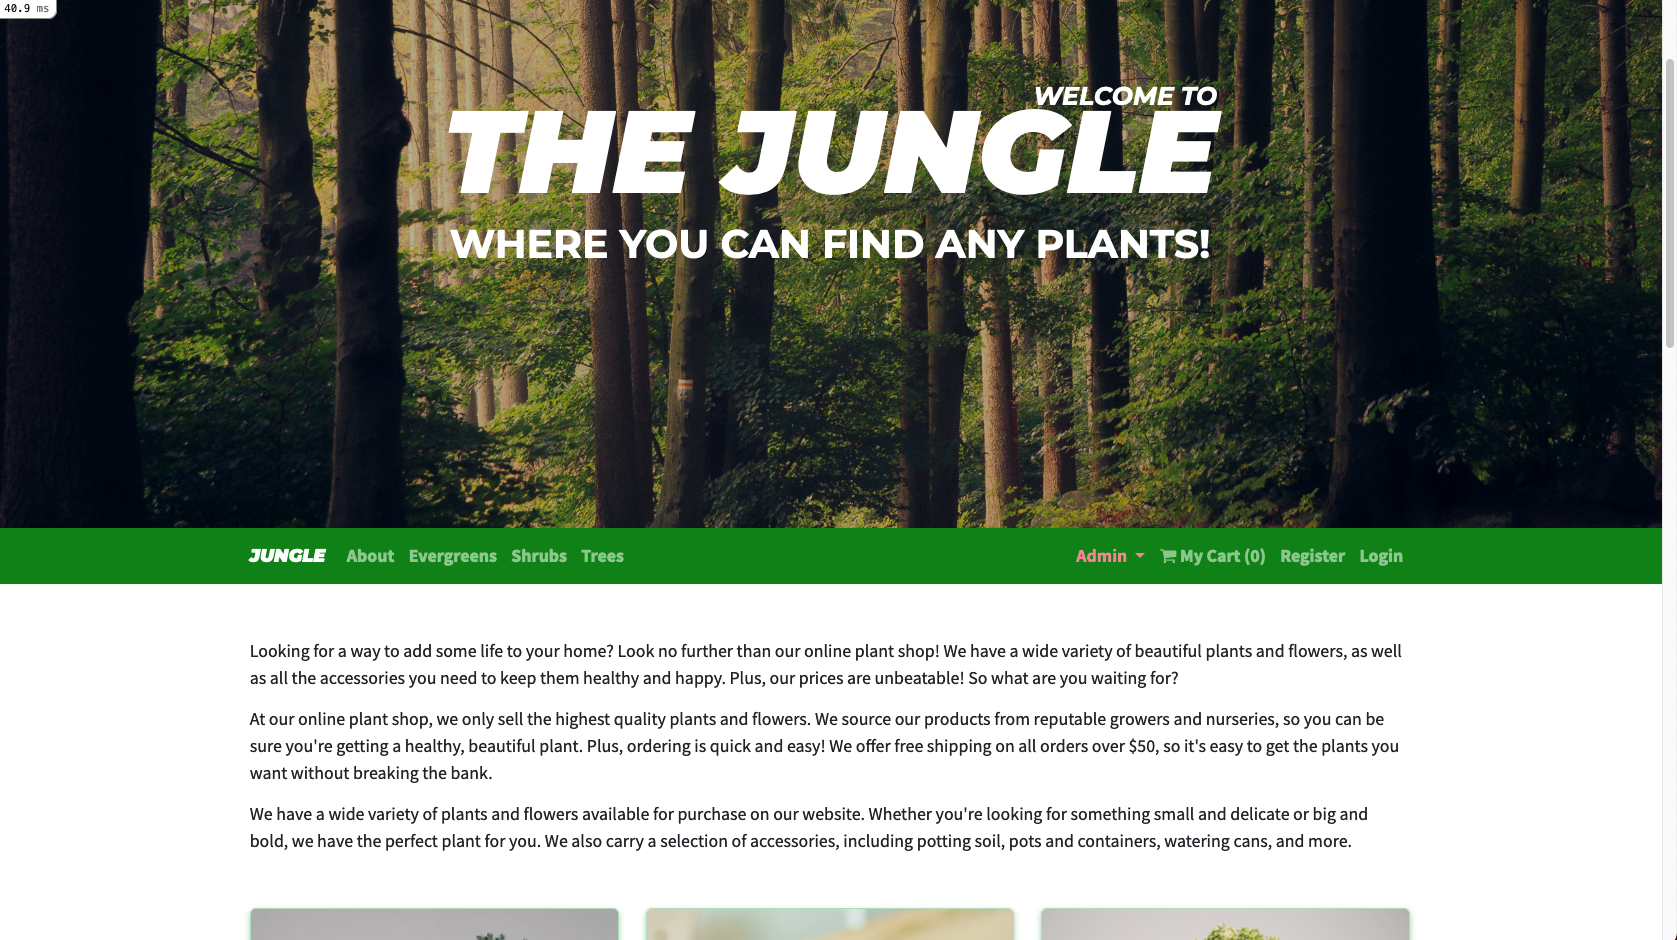 40.9 ms
WELCOME TO
THE JUNGLE
WHERE YOU CAN FIND ANY PLANTS!
JUNGLE About Evergreens Shrubs Trees Admin My Cart (0) Register Login
Looking for a way to add some life to your home? Look no further than our online plant shop! We have a wide variety of beautiful plants and flowers, as well
as all the accessories you need to keep them healthy and happy. Plus, our prices are unbeatable! So what are you waiting for?
At our online plant shop, we only sell the highest quality plants and flowers. We source our products from reputable growers and nurseries, so you can be
sure you're getting a healthy, beautiful plant. Plus, ordering is quick and easy! We offer free shipping on all orders over $50, so it's easy to get the plants you
want without breaking the bank.
We have a wide variety of plants and flowers available for purchase on our website. Whether you're looking for something small and delicate or big and
bold, we have the perfect plant for you. We also carry a selection of accessories, including potting soil, pots and containers, watering cans, and more.